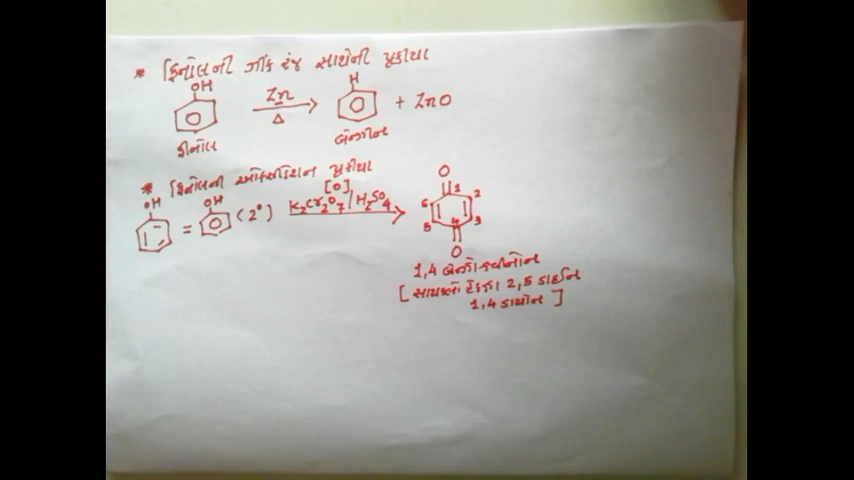 * ફિનોલની ઝીંક રજ સાથેની પ્રક્રીયા
OH H
Zn
Δ
+ ZnO
ફીનોલ બેન્ઝીન
* ફિનોલની ઓક્સીડેશન પ્રક્રીયા
OH = OH (2°) [O] K₂Cr₂O₇/H₂SO₄
O
1
6 2
5 3
4
O
1,4 બેન્ઝોક્વીનોન
[ સાયક્લો હેક્ઝા 2,5 ડાઈન
1,4 ડાયોન ]